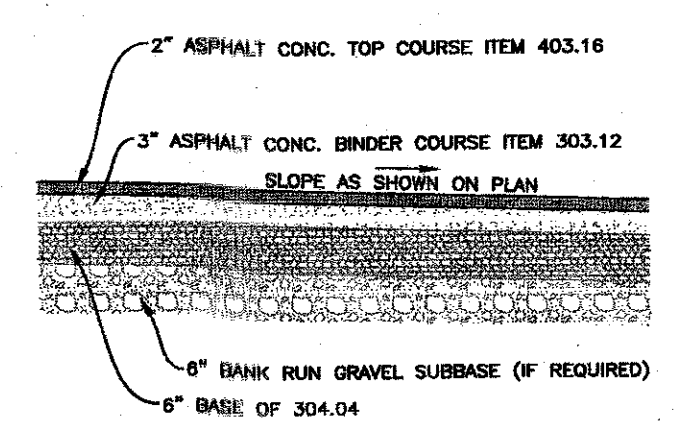 2" ASPHALT CONC. TOP COURSE ITEM 403.16
3" ASPHALT CONC. BINDER COURSE ITEM 303.12
SLOPE AS SHOWN ON PLAN
6" BANK RUN GRAVEL SUBBASE (IF REQUIRED)
6" BASE OF 304.04